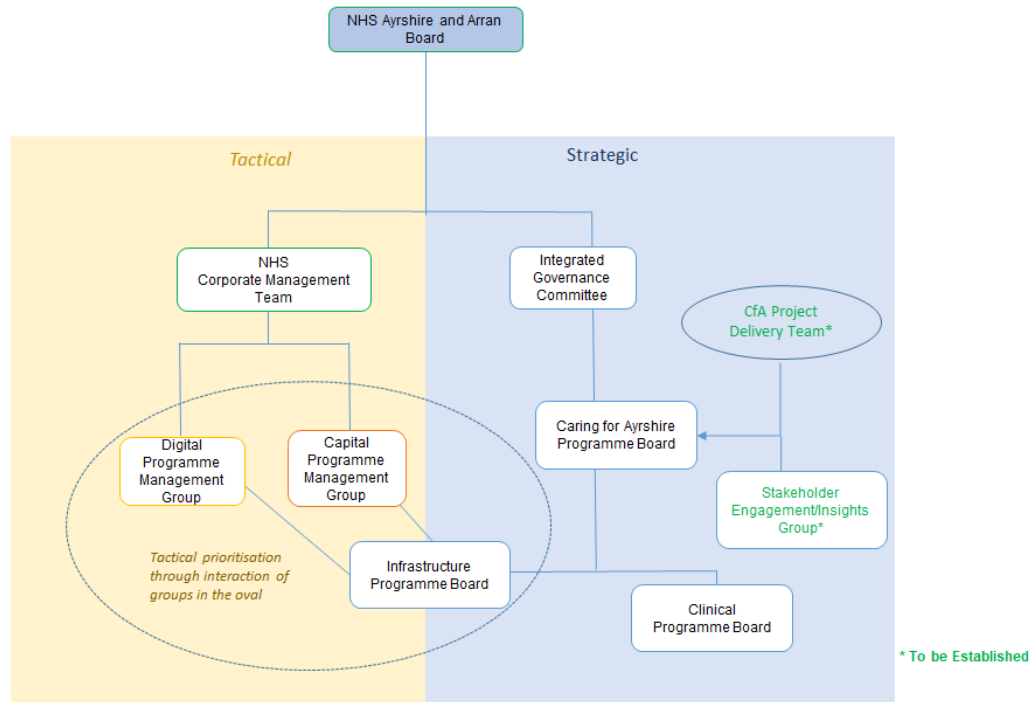 NHS Ayrshire and Arran
Board
Tactical
Strategic
NHS
Corporate Management
Team
Integrated
Governance
Committee
CfA Project
Delivery Team*
Caring for Ayrshire
Programme Board
Digital
Programme
Management
Group
Capital
Programme
Management
Group
Stakeholder
Engagement/Insights
Group*
Tactical prioritisation
through interaction of
groups in the oval
Infrastructure
Programme Board
Clinical
Programme Board
* To be Established